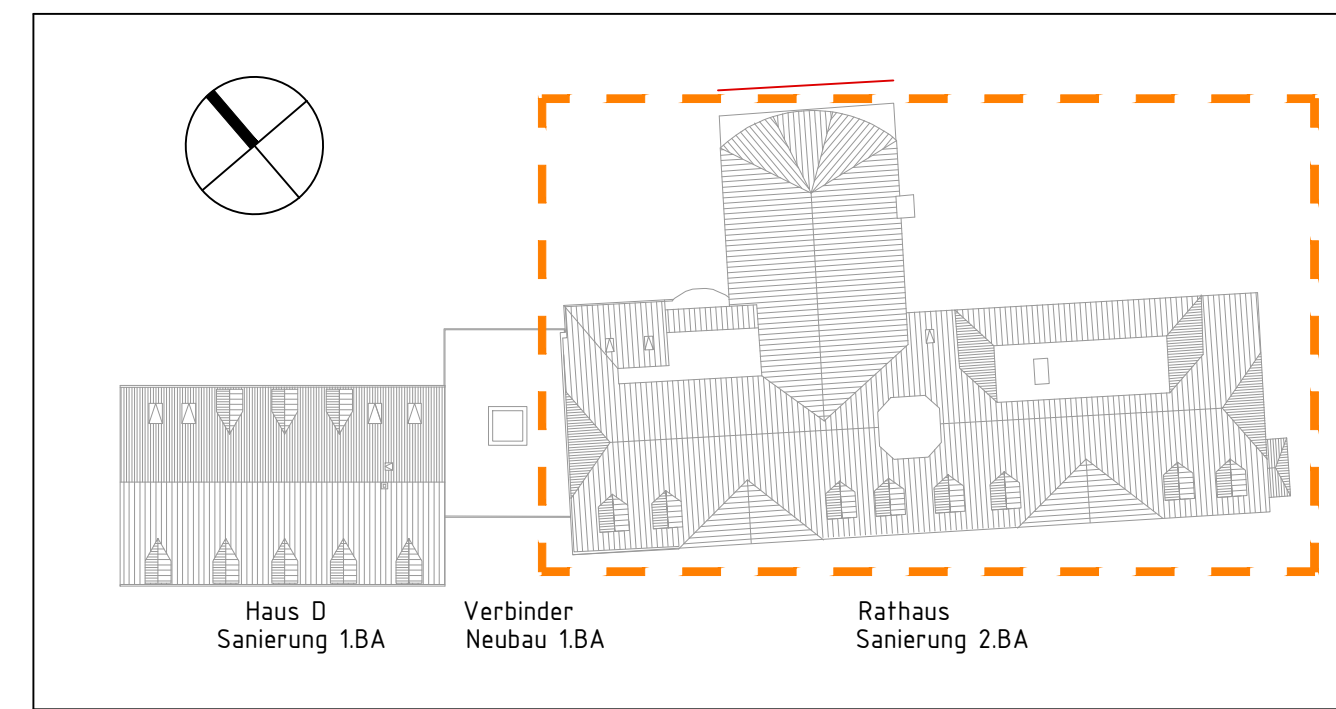 Haus D
Sanierung 1.BA
Verbinder
Neubau 1.BA
Rathaus
Sanierung 2.BA